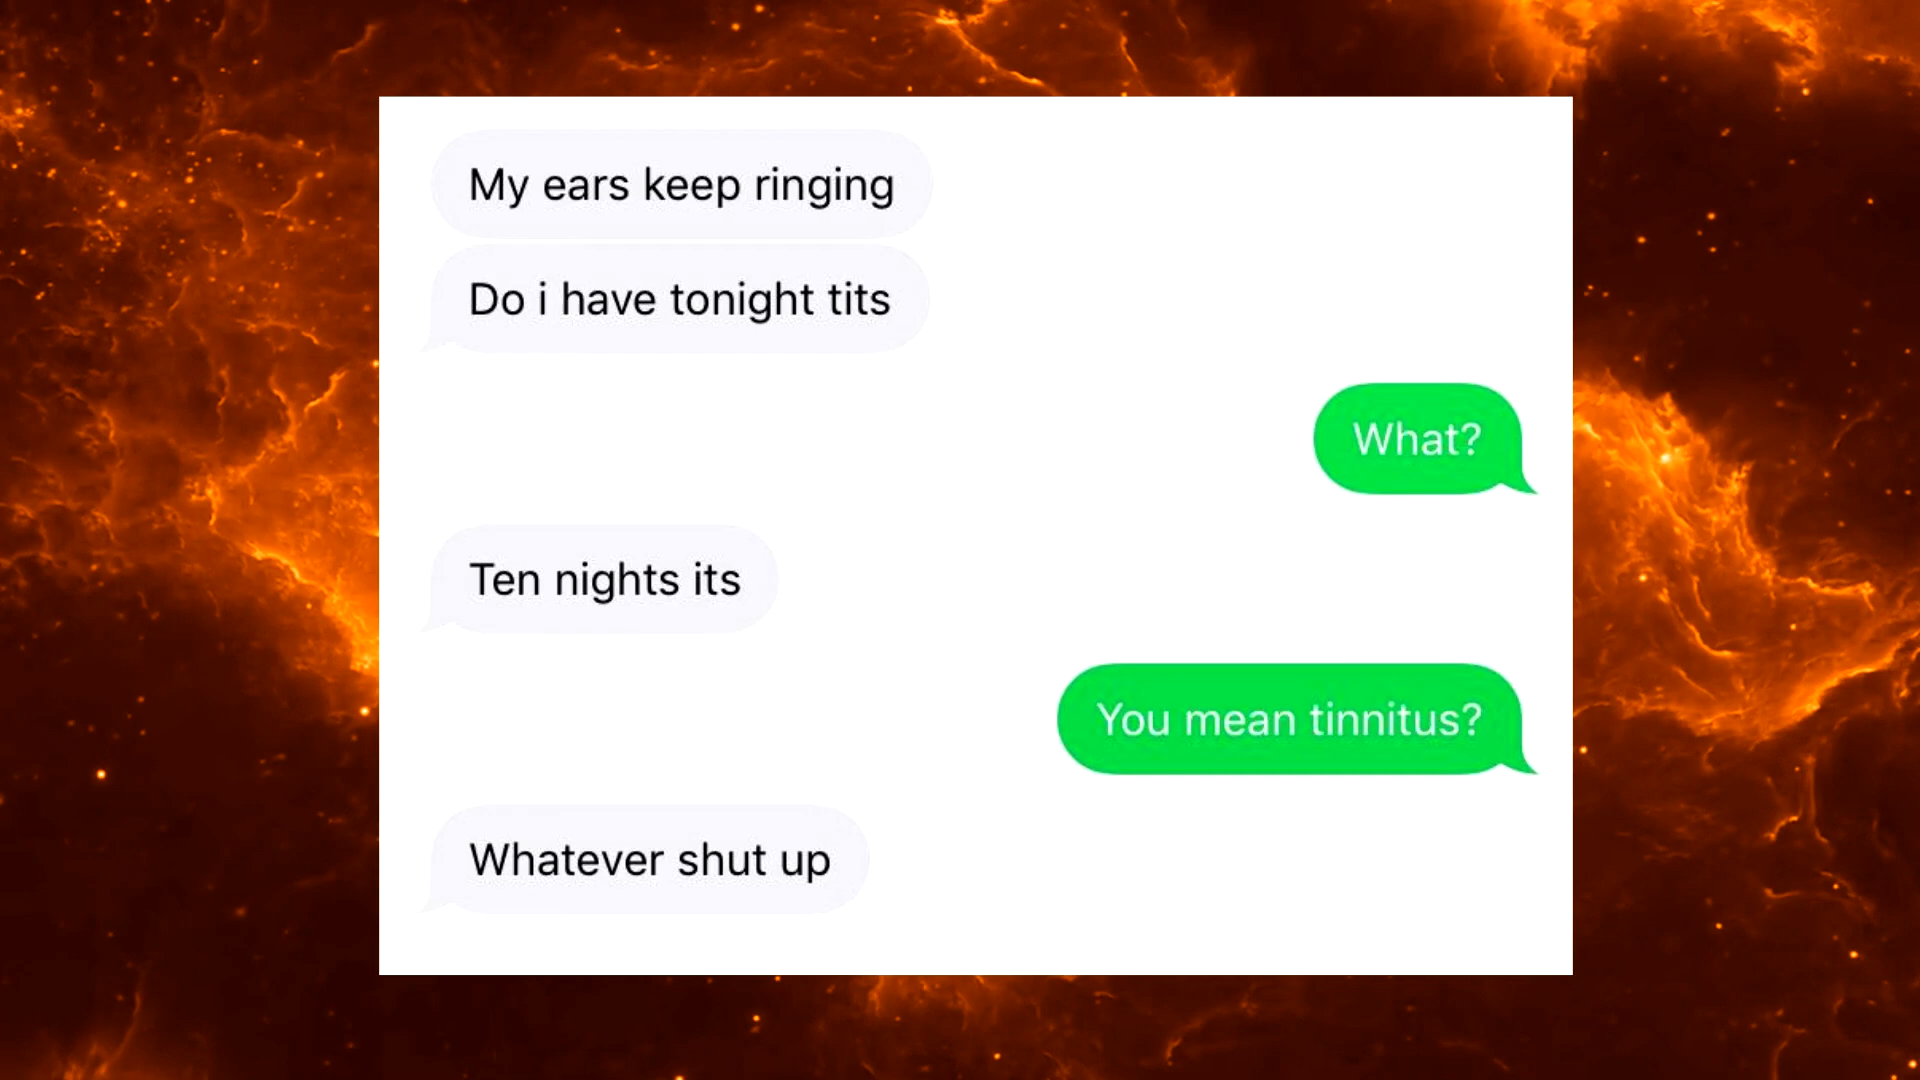 My ears keep ringing
Do i have tonight tits
What?
Ten nights its
You mean tinnitus?
Whatever shut up